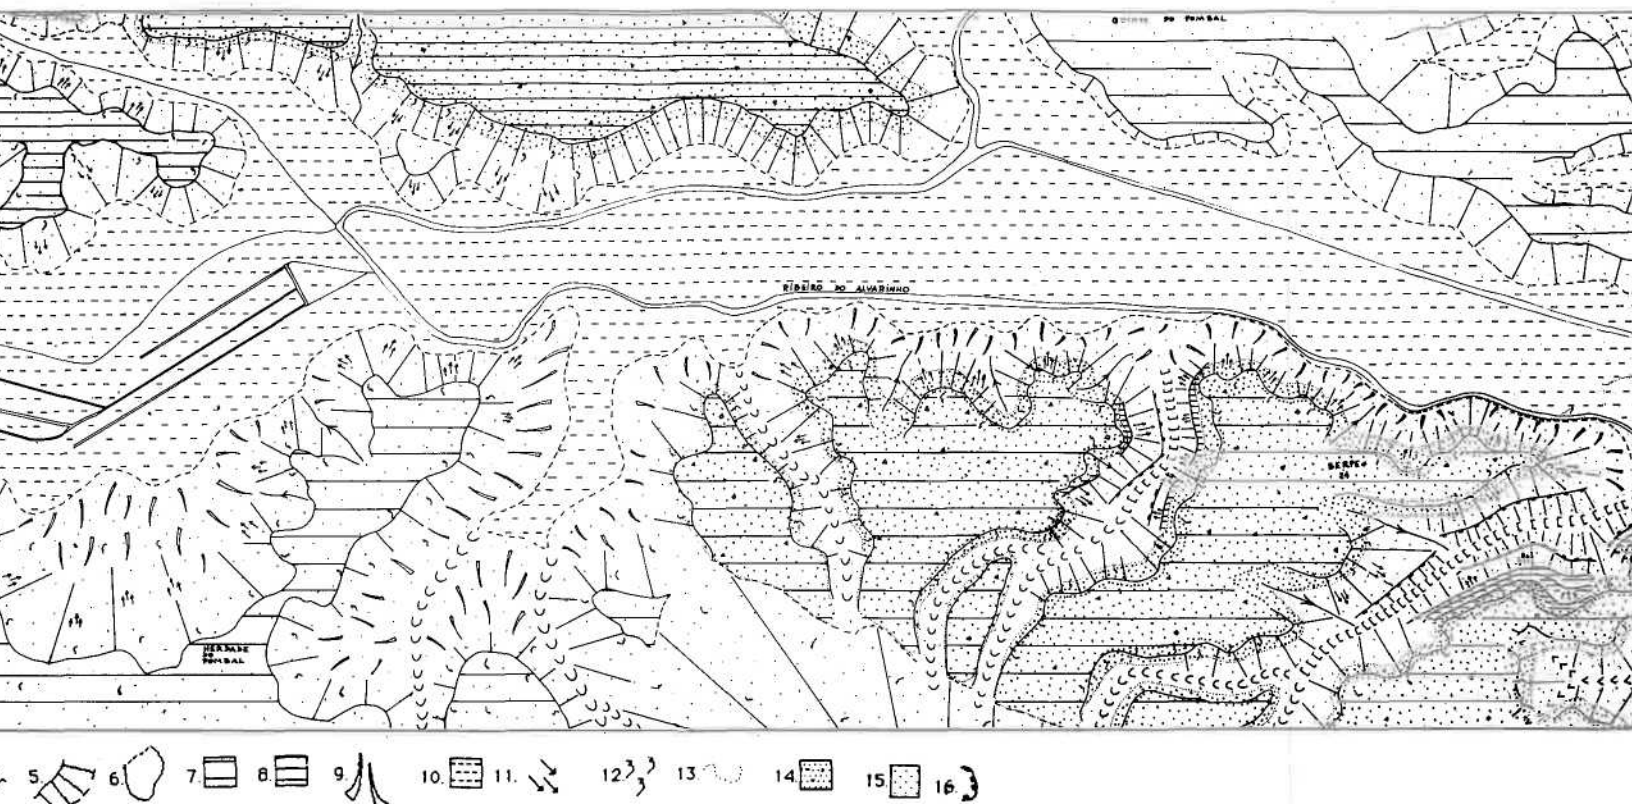 DO POMBAL
RIBEIRO DO ALVARINHO
HERDADE
DO
POMBAL
5. 6. 7. 8. 9. 10. 11. 12. 13. 14. 15. 16.